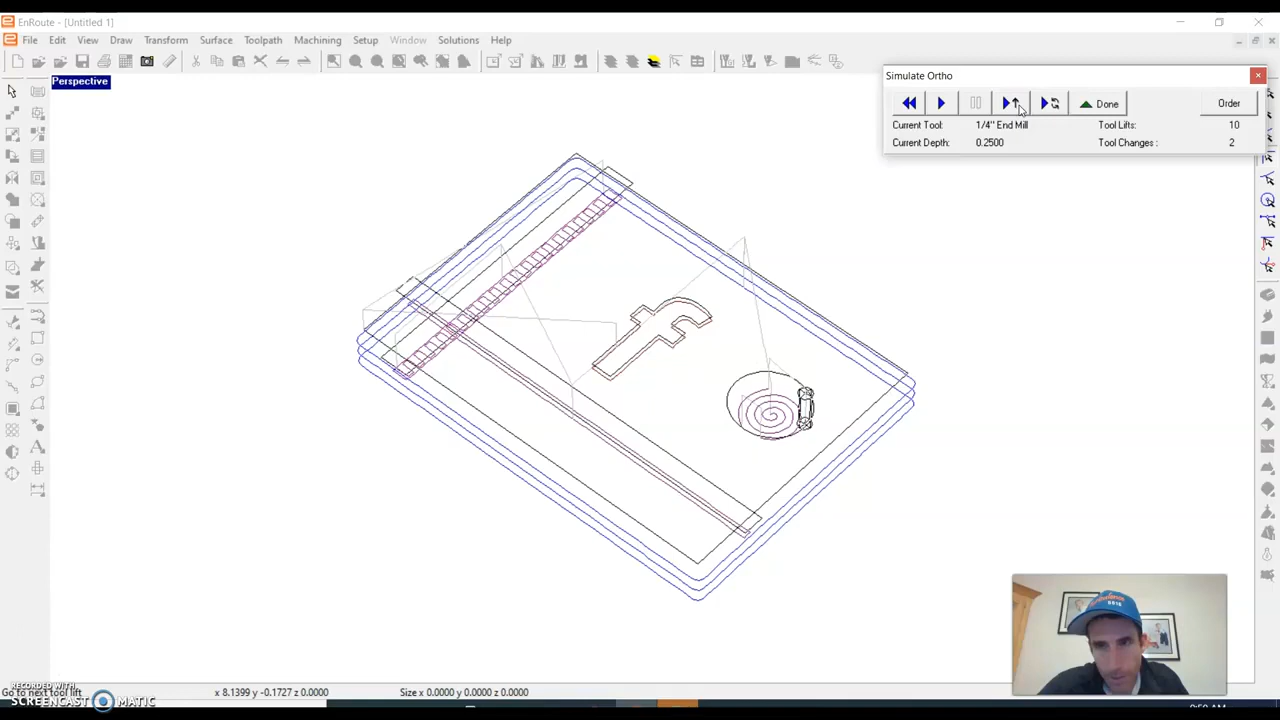 EnRoute - [Untitled 1]
File Edit View Draw Transform Surface Toolpath Machining Setup Window Solutions Help
Perspective
Simulate Ortho
Done
Order
Current Tool: 1/4" End Mill Tool Lifts: 10
Current Depth: 0.2500 Tool Changes : 2
f
RECORDED WITH
SCREENCAST MATIC
Go to next tool lift x 8.1399 y -0.1727 z 0.0000 Size x 0.0000 y 0.0000 z 0.0000